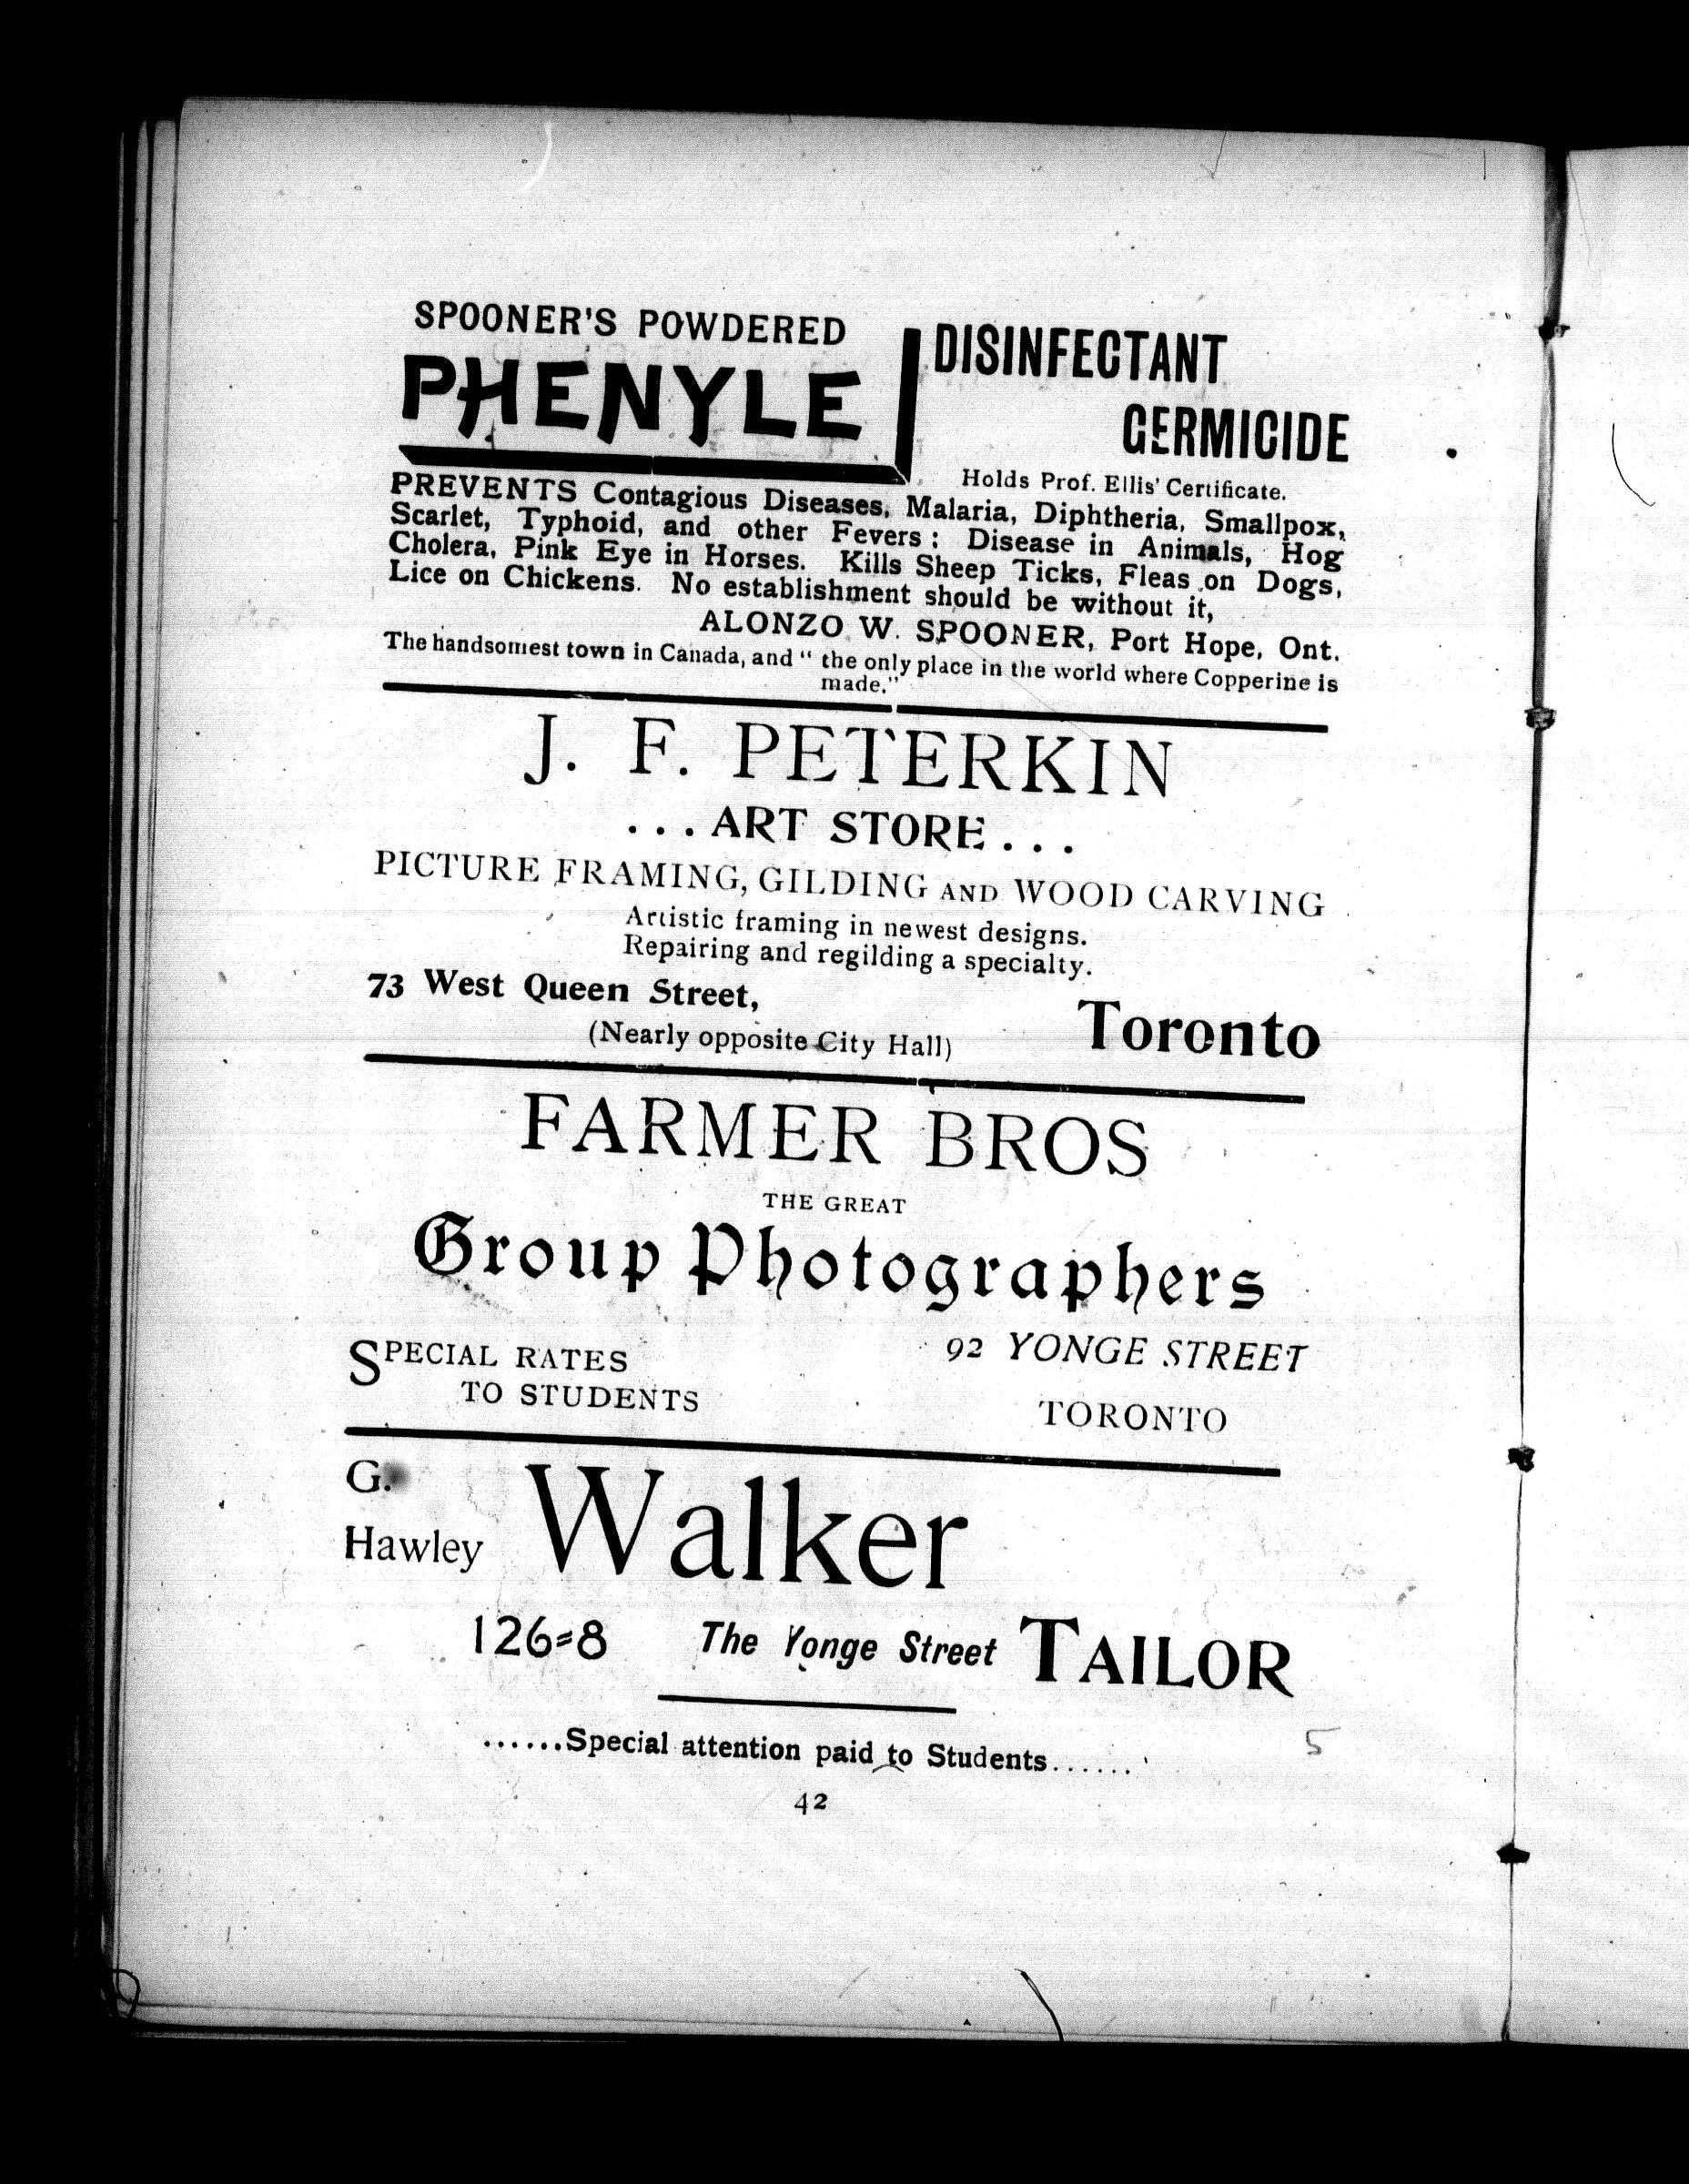 SPOONER'S POWDERED
PHENYLE
DISINFECTANT
GERMICIDE
Holds Prof. Ellis' Certificate.
PREVENTS Contagious Diseases, Malaria, Diphtheria, Smallpox,
Scarlet, Typhoid, and other Fevers: Disease in Animals, Hog
Cholera, Pink Eye in Horses. Kills Sheep Ticks, Fleas on Dogs,
Lice on Chickens. No establishment should be without it,
ALONZO W. SPOONER, Port Hope, Ont.
The handsomest town in Canada, and "the only place in the world where Copperine is
made."
J. F. PETERKIN
...ART STORE...
PICTURE FRAMING, GILDING AND WOOD CARVING
Artistic framing in newest designs.
Repairing and regilding a specialty.
73 West Queen Street,
(Nearly opposite City Hall)
Toronto
FARMER BROS
THE GREAT
Group Photographers
SPECIAL RATES
TO STUDENTS
92 YONGE STREET
TORONTO
G.
Hawley
Walker
126=8 The Yonge Street TAILOR
......Special attention paid to Students......
5
42